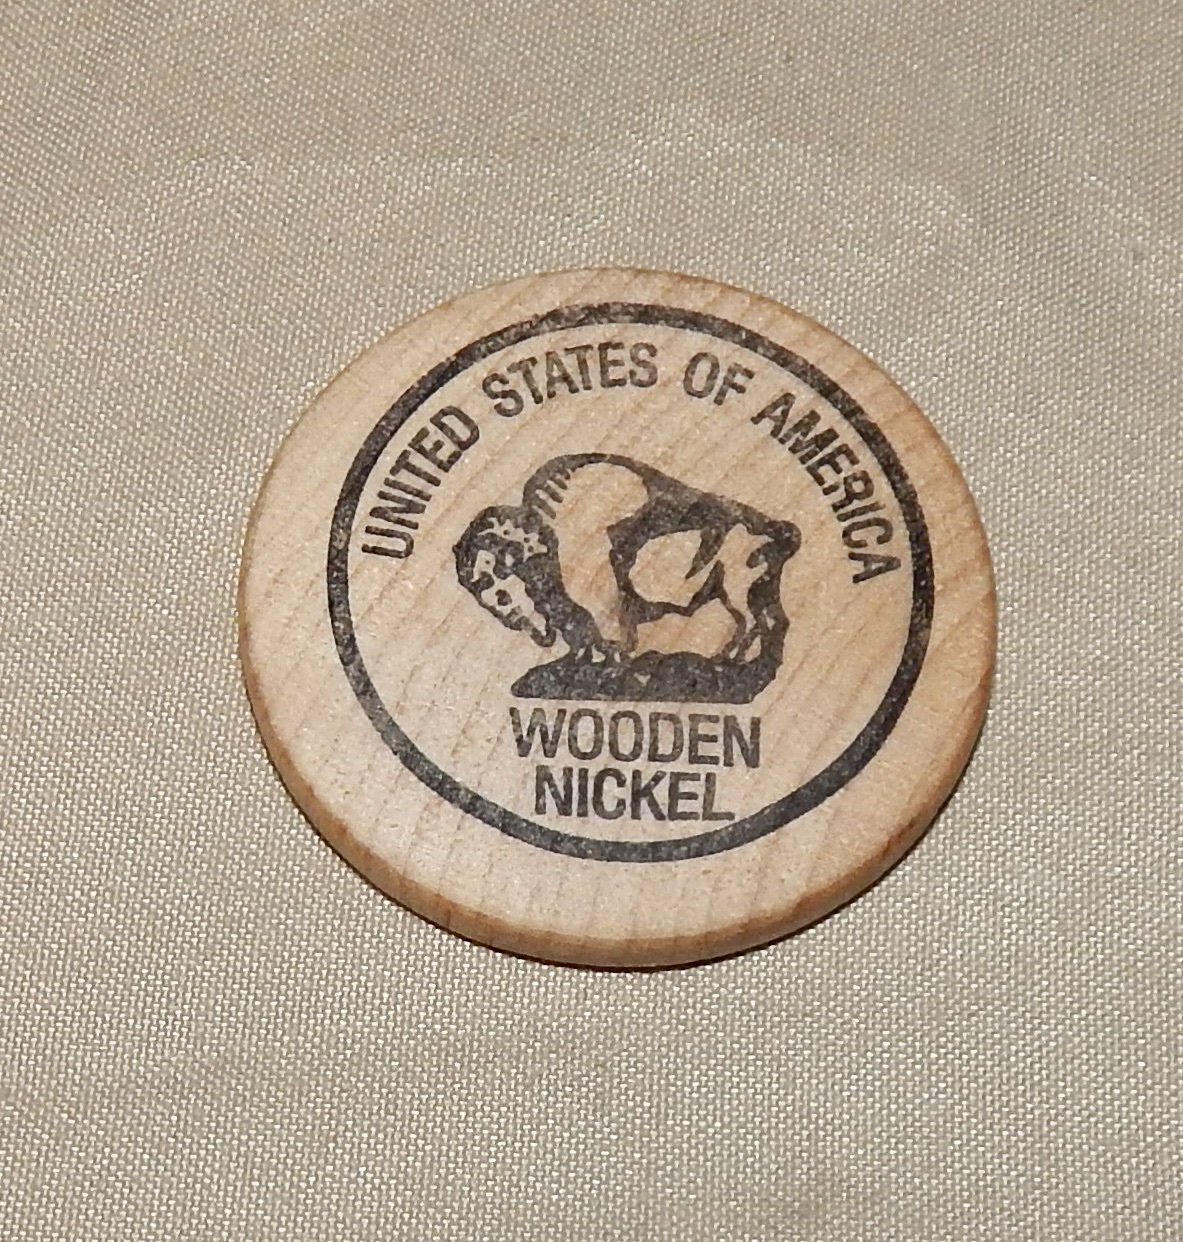 UNITED STATES OF AMERICA
WOODEN
NICKEL